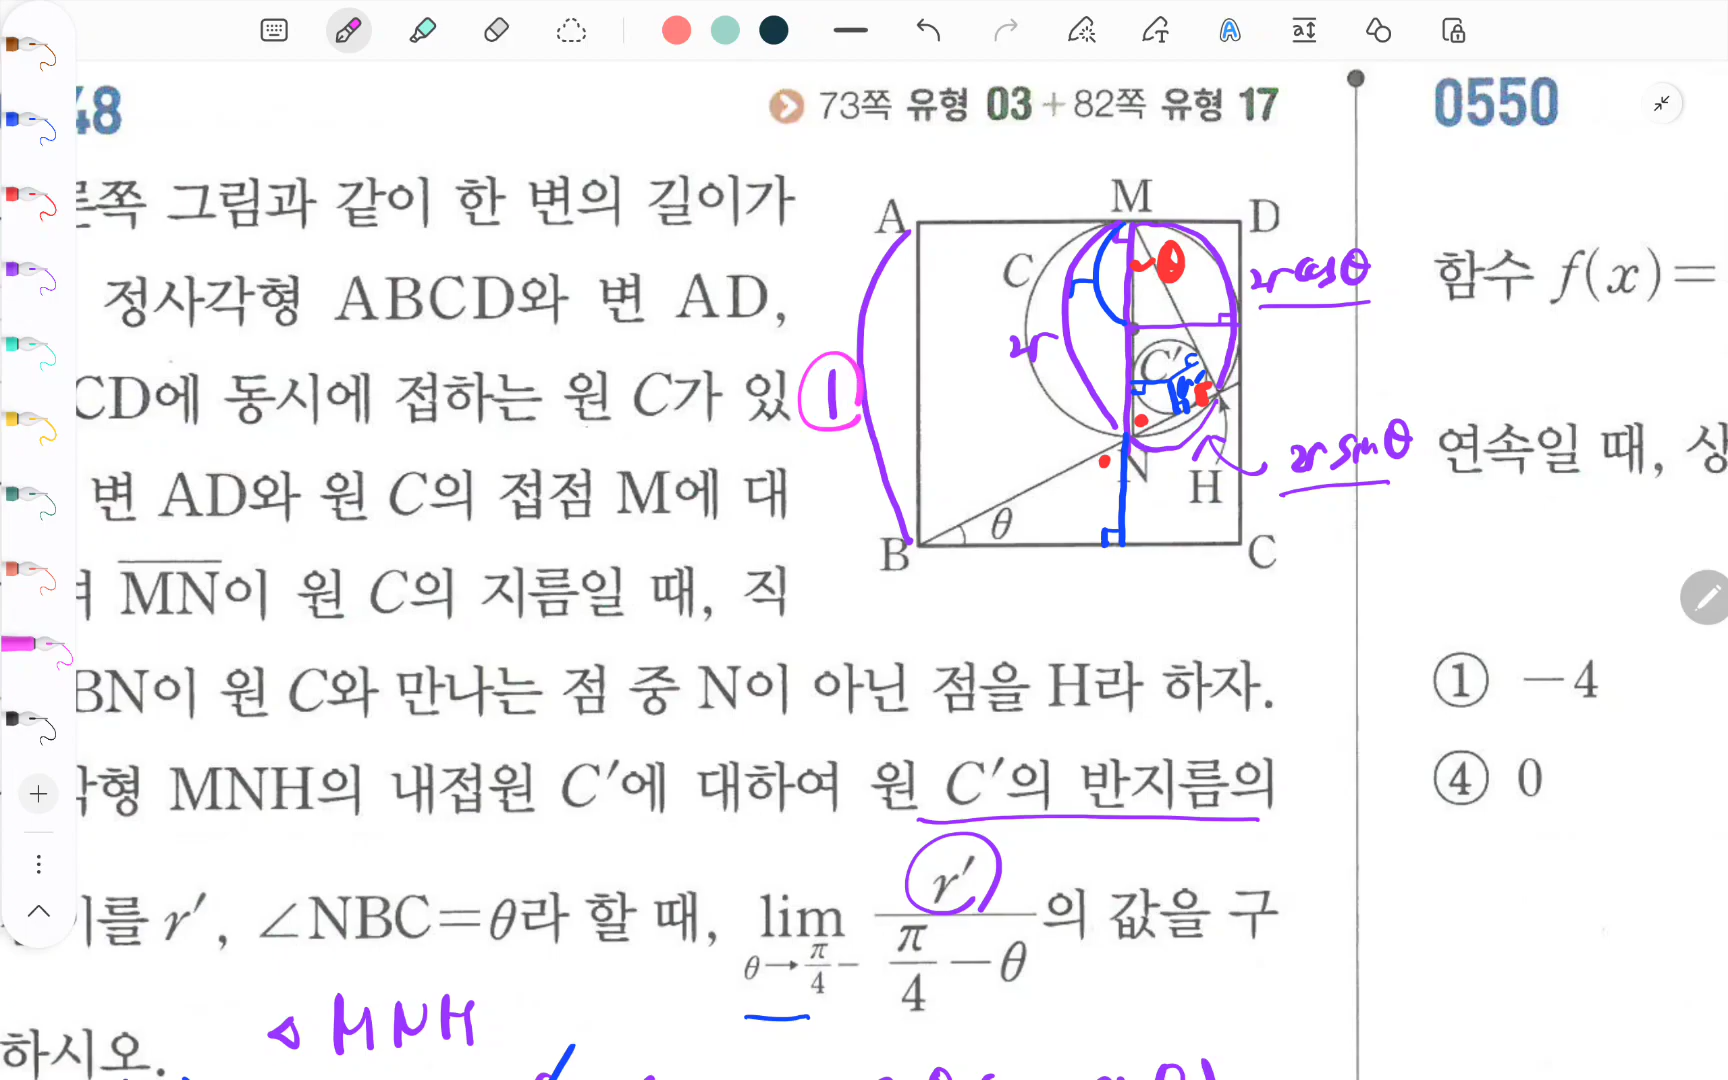 48
73쪽 유형 03 + 82쪽 유형 17
른쪽 그림과 같이 한 변의 길이가
정사각형 ABCD와 변 AD,
CD에 동시에 접하는 원 C가 있
변 AD와 원 C의 접점 M에 대
여 MN이 원 C의 지름일 때, 직
BN이 원 C와 만나는 점 중 N이 아닌 점을 H라 하자.
각형 MNH의 내접원 C′에 대하여 원 C′의 반지름의
이를 r′, ∠NBC=θ라 할 때, lim θ→π/4− r′/(π/4−θ)의 값을 구
하시오.
△ MNH
A M D
C
θ
2r cosθ
2r
1
C′
r′
2r sinθ
N H
B θ C
0550
함수 f(x)=
연속일 때, 상
① −4
④ 0